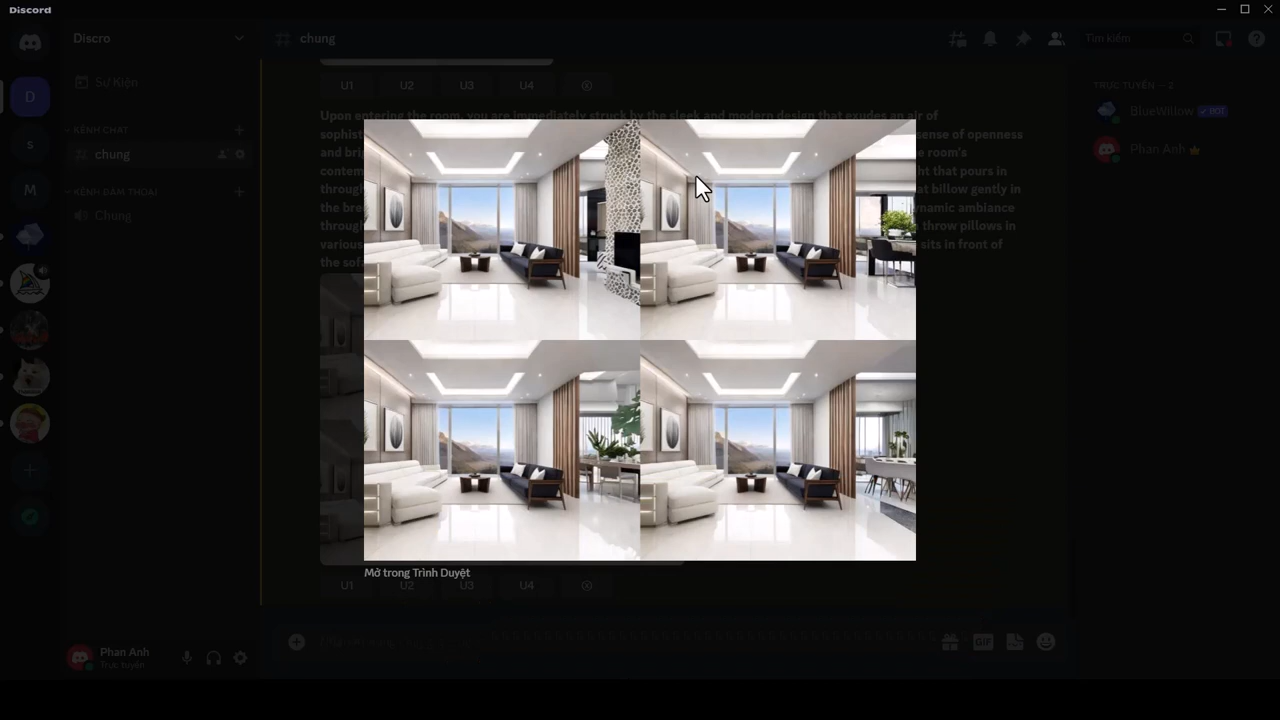 Discord
Discro
chung
Tìm kiếm
Sự Kiện
KÊNH CHAT
chung
KÊNH ĐÀM THOẠI
Chung
D
s
M
U1 U2 U3 U4
Upon entering the room, you are immediately struck by the sleek and modern design that exudes an air of
sophist sense of openness
and brig e room's
contem ht that pours in
through at billow gently in
the bre namic ambiance
through throw pillows in
various sits in front of
the sofa
Mở trong Trình Duyệt
U1 U2 U3 U4
GIF
TRỰC TUYẾN — 2
BlueWillow BOT
Phan Anh
Phan Anh
Trực tuyến